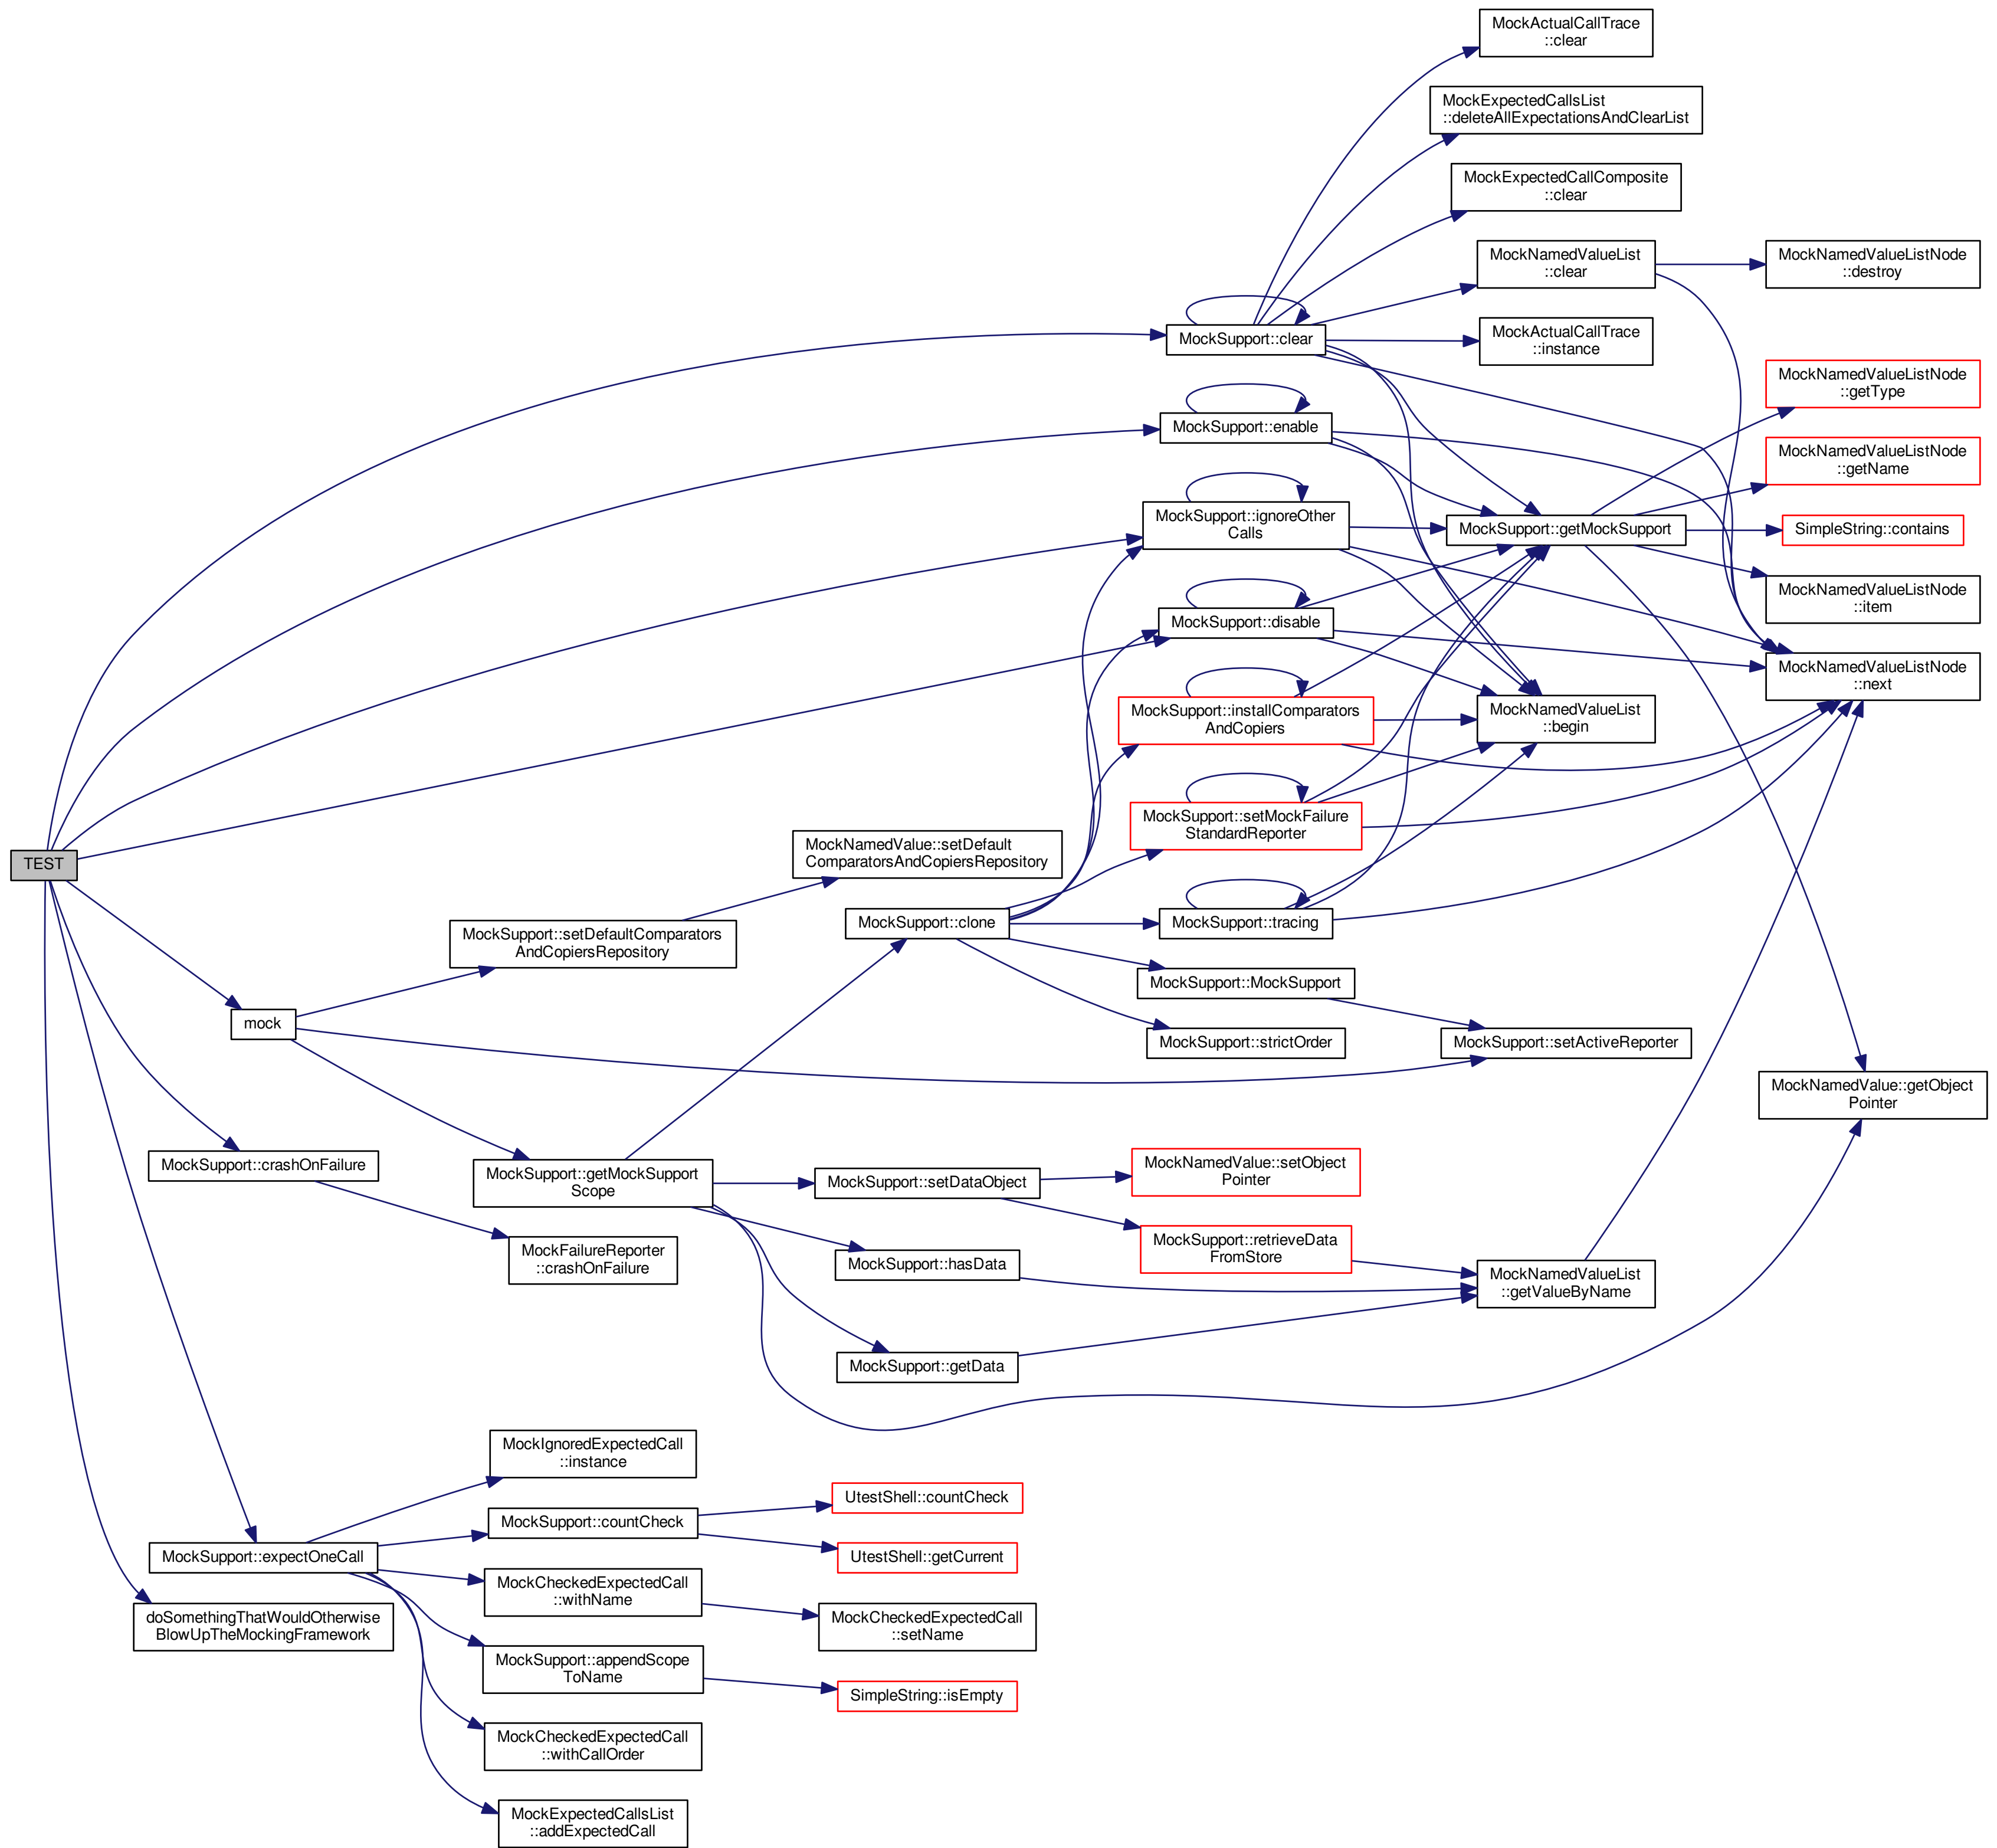 MockActualCallTrace
::clear
MockExpectedCallsList
::deleteAllExpectationsAndClearList
MockExpectedCallComposite
::clear
MockNamedValueList
::clear
MockNamedValueListNode
::destroy
MockSupport::clear
MockActualCallTrace
::instance
MockNamedValueListNode
::getType
MockSupport::enable
MockNamedValueListNode
::getName
MockSupport::ignoreOther
Calls
MockSupport::getMockSupport
SimpleString::contains
MockNamedValueListNode
::item
MockSupport::disable
MockNamedValueListNode
::next
MockSupport::installComparators
AndCopiers
MockNamedValueList
::begin
MockSupport::setMockFailure
StandardReporter
TEST
MockNamedValue::setDefault
ComparatorsAndCopiersRepository
MockSupport::clone
MockSupport::tracing
MockSupport::setDefaultComparators
AndCopiersRepository
MockSupport::MockSupport
mock
MockSupport::strictOrder
MockSupport::setActiveReporter
MockNamedValue::getObject
Pointer
MockSupport::crashOnFailure
MockSupport::getMockSupport
Scope
MockSupport::setDataObject
MockNamedValue::setObject
Pointer
MockFailureReporter
::crashOnFailure
MockSupport::hasData
MockSupport::retrieveData
FromStore
MockNamedValueList
::getValueByName
MockSupport::getData
MockIgnoredExpectedCall
::instance
UtestShell::countCheck
MockSupport::countCheck
MockSupport::expectOneCall
UtestShell::getCurrent
MockCheckedExpectedCall
::withName
doSomethingThatWouldOtherwise
BlowUpTheMockingFramework
MockCheckedExpectedCall
::setName
MockSupport::appendScope
ToName
SimpleString::isEmpty
MockCheckedExpectedCall
::withCallOrder
MockExpectedCallsList
::addExpectedCall